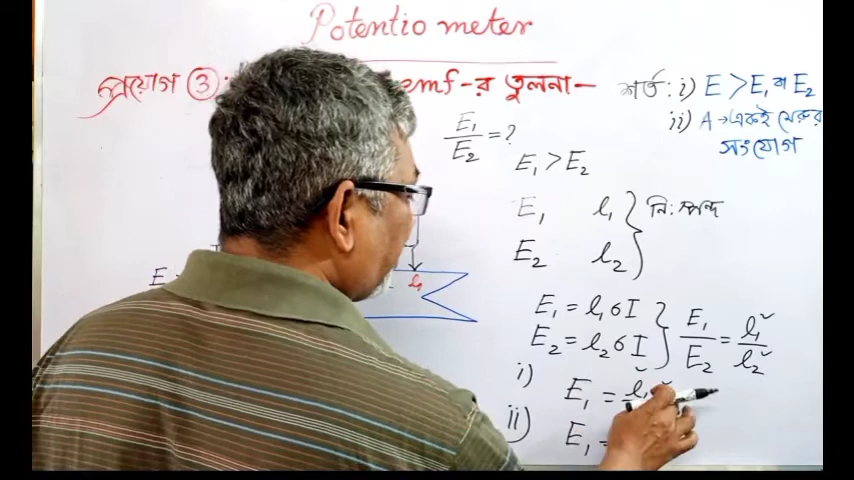 Potentio meter
প্রয়োগ ③: emf-র তুলনা-
শর্ত: i) E > E₁ বা E₂
ii) A → একই মেরুর
সংযোগ
E₁/E₂ = ?
E₁ > E₂
E₁ l₁
E₂ l₂
নি:স্পন্দ
E₁ = l₁σI
E₂ = l₂σI
E₁/E₂ = l₁/l₂
i) E₁ =
ii) E₁
E
l₁